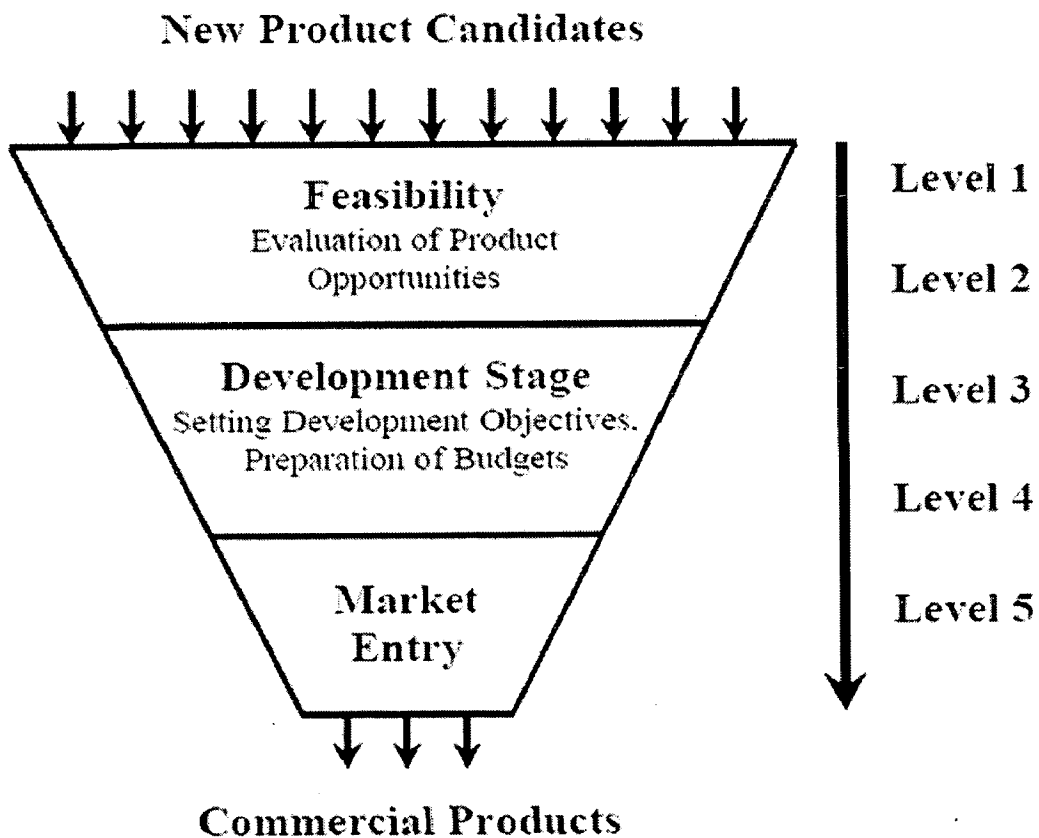 New Product Candidates
Feasibility
Evaluation of Product
Opportunities
Development Stage
Setting Development Objectives.
Preparation of Budgets
Market
Entry
Commercial Products
Level 1
Level 2
Level 3
Level 4
Level 5